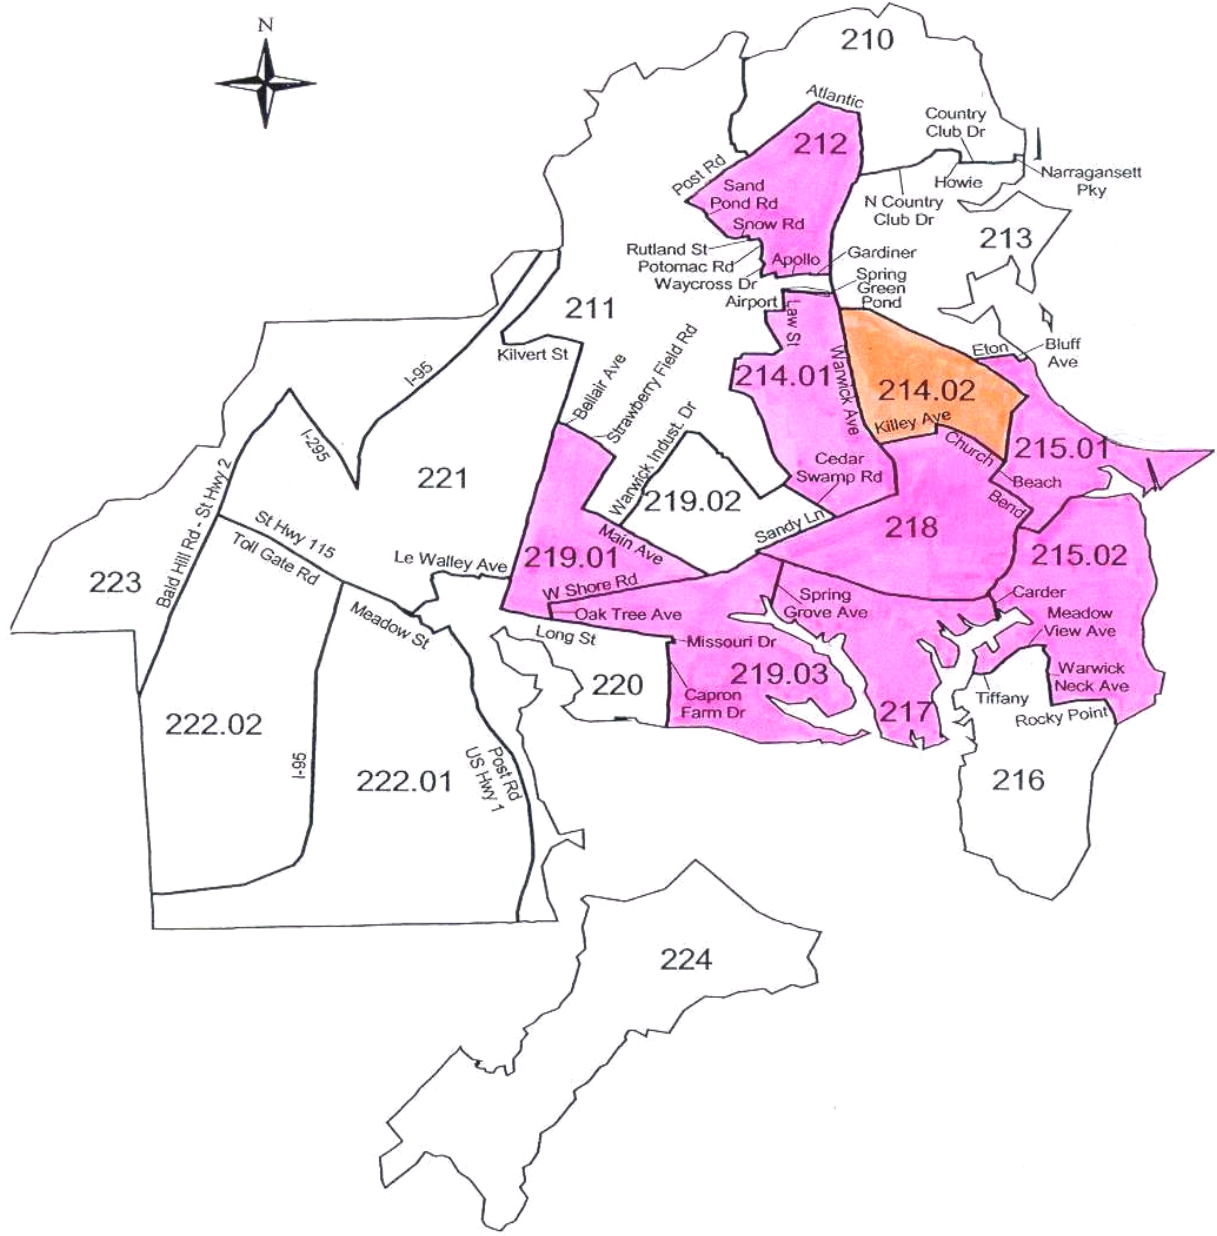 N
210
Atlantic
Country
Club Dr
212
Post Rd
Howie
Narragansett
Pky
Sand
Pond Rd
N Country
Club Dr
Snow Rd
213
Rutland St
Potomac Rd
Waycross Dr
Apollo
Gardiner
Spring
Green
Pond
Airport
Law St
211
Kilvert St
I-95
Bellair Ave
Strawberry Field Rd
Eton
Bluff
Ave
214.01
Warwick Ave
214.02
Killey Ave
Church
215.01
I-295
Warwick Indust. Dr
Cedar
Swamp Rd
Beach
Bend
221
219.02
Bald Hill Rd - St Hwy 2
St Hwy 115
Toll Gate Rd
Sandy Ln
218
Main Ave
215.02
223
Le Walley Ave
219.01
W Shore Rd
Spring
Grove Ave
Carder
Meadow
View Ave
Meadow St
Oak Tree Ave
Long St
Missouri Dr
219.03
220
Capron
Farm Dr
217
Tiffany
Warwick
Neck Ave
Rocky Point
222.02
I-95
222.01
Post Rd
US Hwy 1
216
224